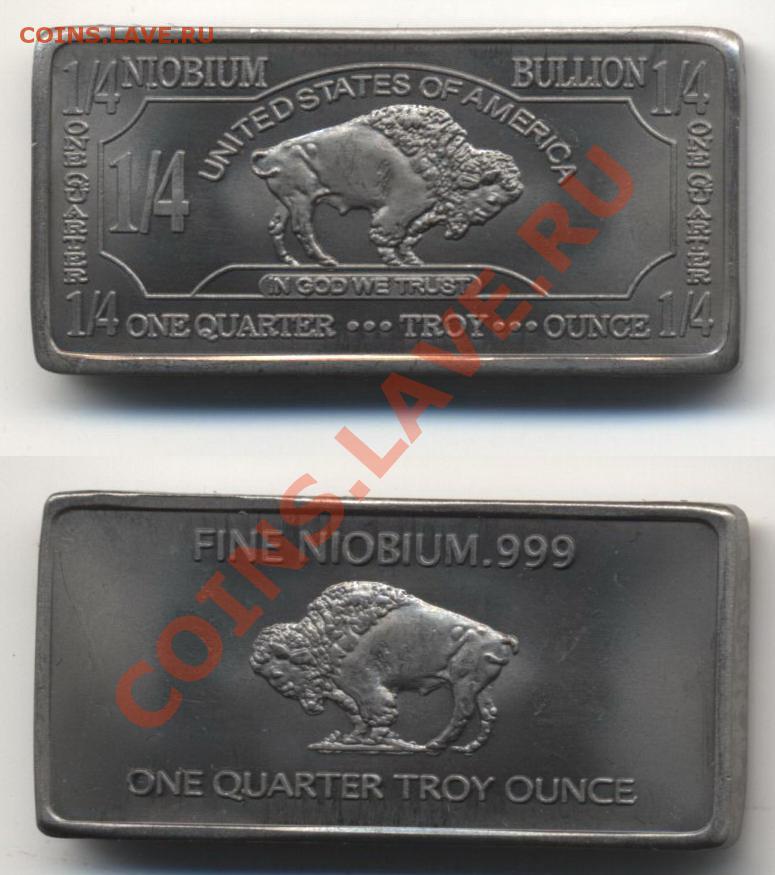 COINS.LAVE.RU
1/4 NIOBIUM BULLION 1/4
UNITED STATES OF AMERICA
ONE QUARTER
1/4
ONE QUARTER
IN GOD WE TRUST
1/4 ONE QUARTER ••• TROY ••• OUNCE 1/4
COINS.LAVE.RU
FINE NIOBIUM.999
ONE QUARTER TROY OUNCE